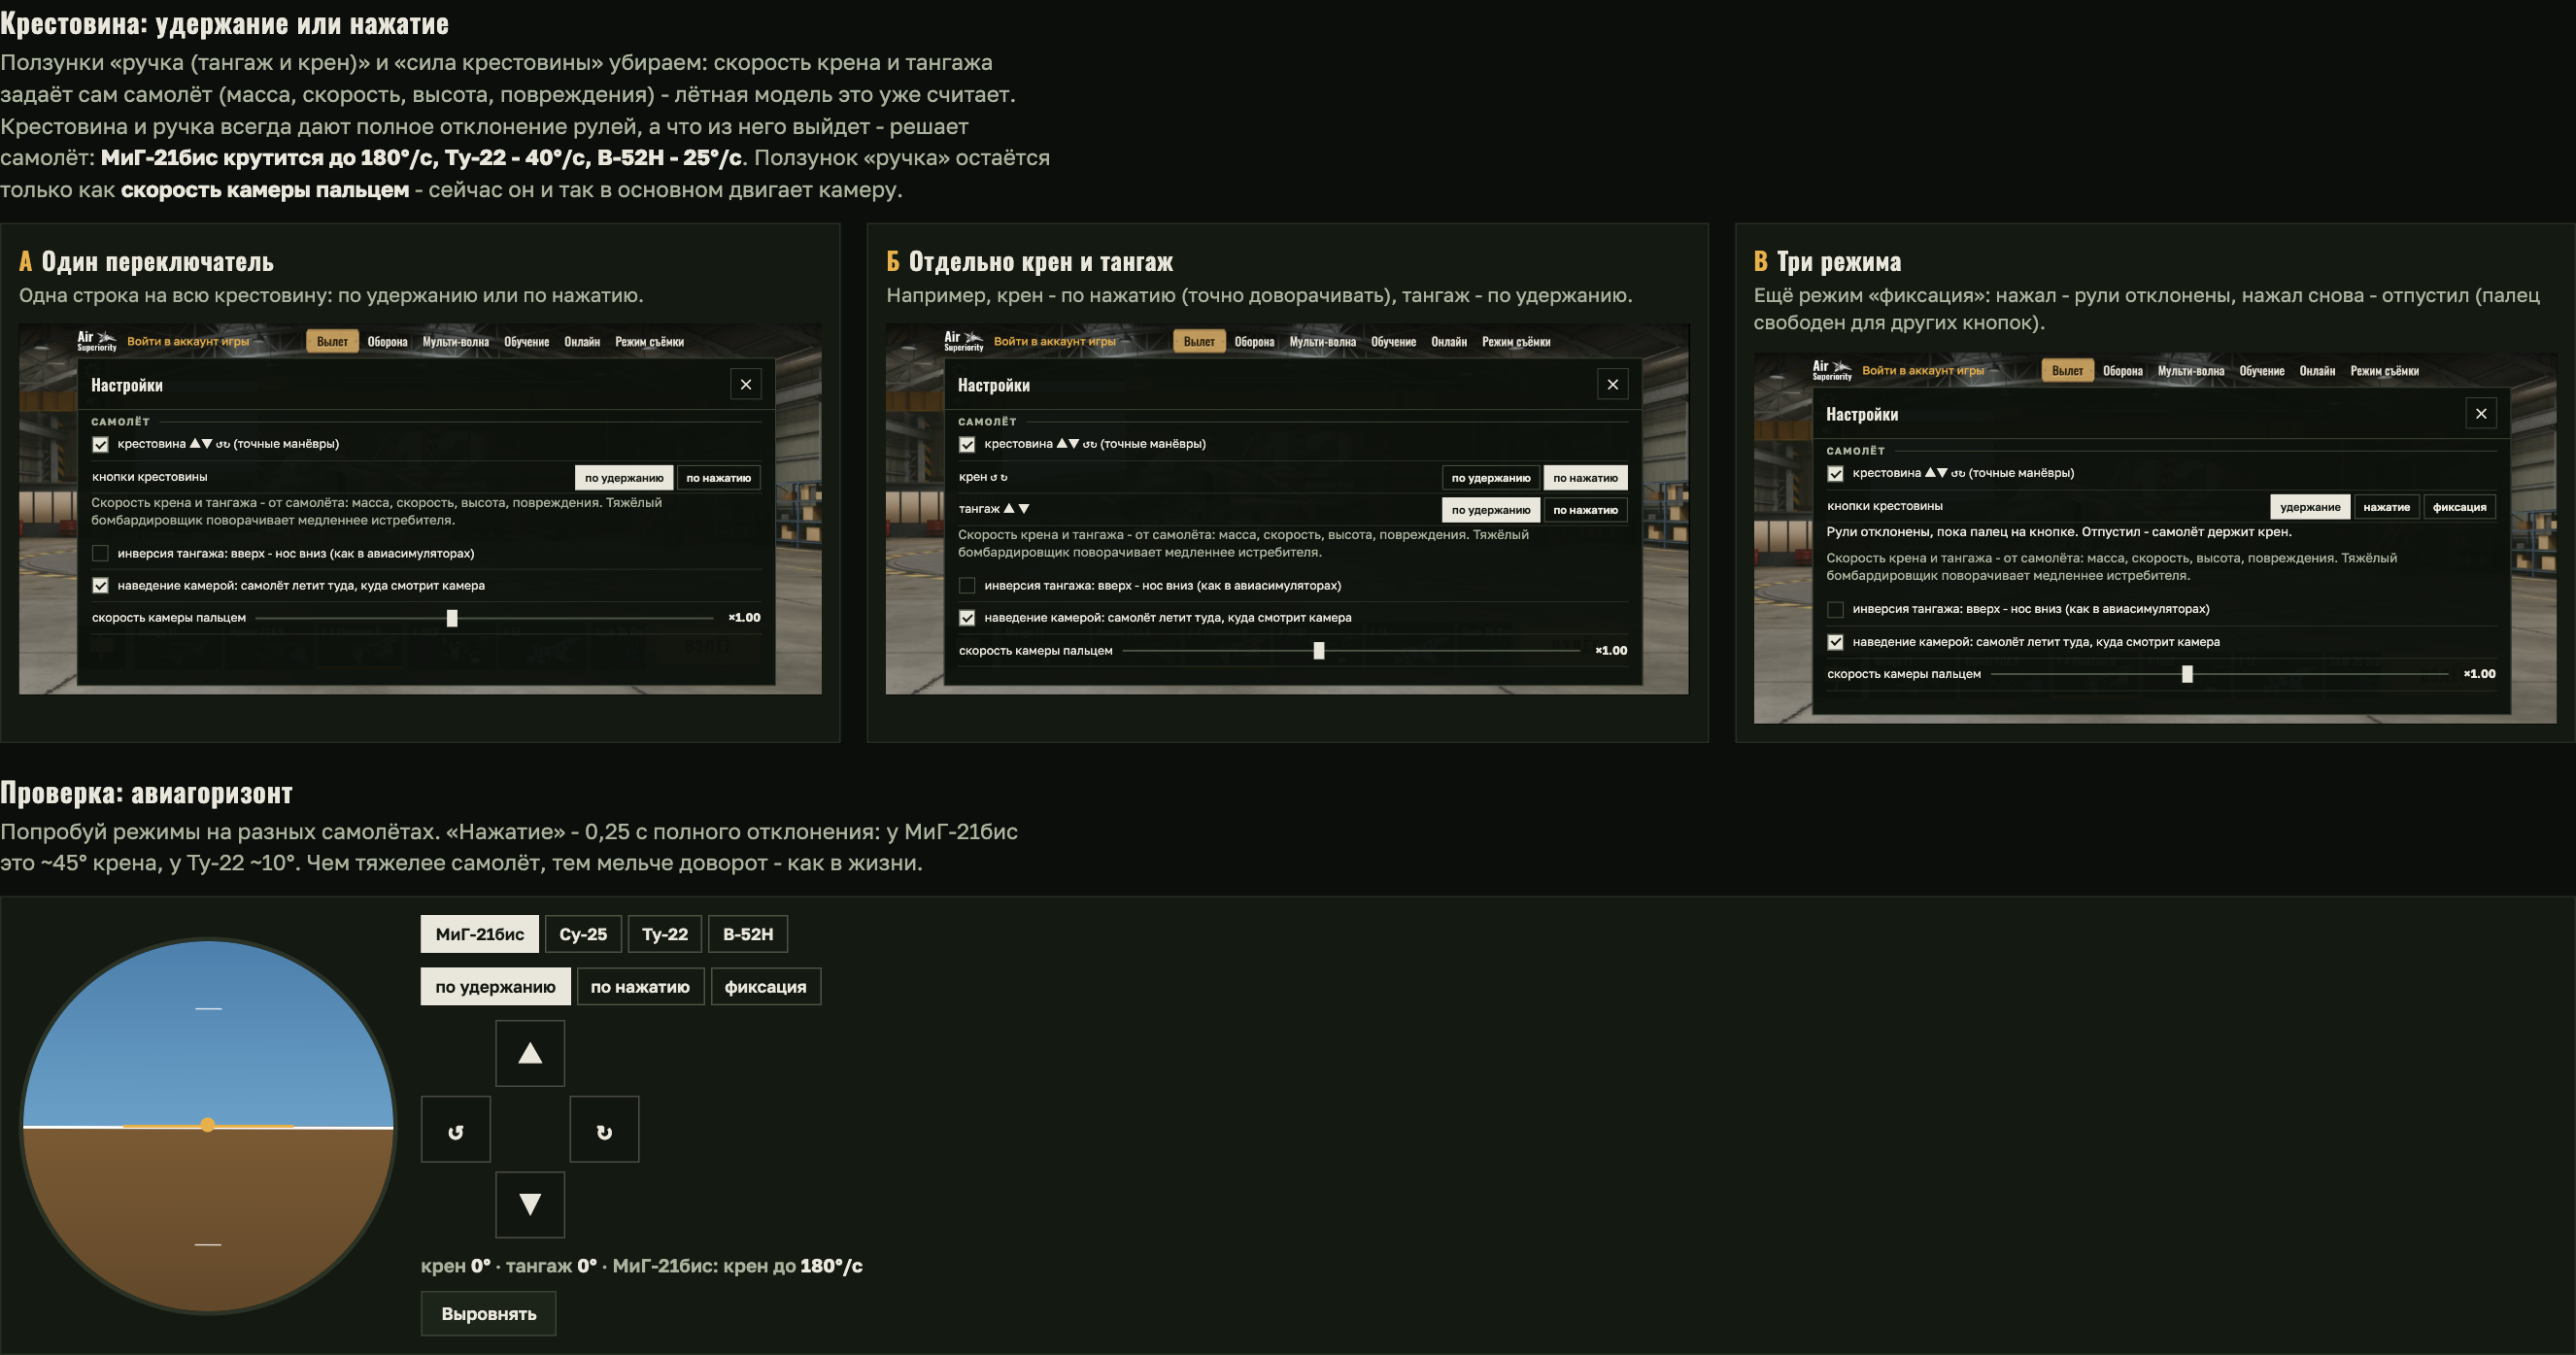 Крестовина: удержание или нажатие
Ползунки «ручка (тангаж и крен)» и «сила крестовины» убираем: скорость крена и тангажа
задаёт сам самолёт (масса, скорость, высота, повреждения) - лётная модель это уже считает.
Крестовина и ручка всегда дают полное отклонение рулей, а что из него выйдет - решает
самолёт: МиГ-21бис крутится до 180°/с, Ту-22 - 40°/с, B-52H - 25°/с. Ползунок «ручка» остаётся
только как скорость камеры пальцем - сейчас он и так в основном двигает камеру.
А Один переключатель
Одна строка на всю крестовину: по удержанию или по нажатию.
Air Superiority Войти в аккаунт игры Вылет Оборона Мульти-волна Обучение Онлайн Режим съёмки
Настройки ✕
САМОЛЁТ
крестовина ▲▼ ↺↻ (точные манёвры)
кнопки крестовины по удержанию по нажатию
Скорость крена и тангажа - от самолёта: масса, скорость, высота, повреждения. Тяжёлый
бомбардировщик поворачивает медленнее истребителя.
инверсия тангажа: вверх - нос вниз (как в авиасимуляторах)
наведение камерой: самолёт летит туда, куда смотрит камера
скорость камеры пальцем ×1.00
Б Отдельно крен и тангаж
Например, крен - по нажатию (точно доворачивать), тангаж - по удержанию.
Air Superiority Войти в аккаунт игры Вылет Оборона Мульти-волна Обучение Онлайн Режим съёмки
Настройки ✕
САМОЛЁТ
крестовина ▲▼ ↺↻ (точные манёвры)
крен ↺ ↻ по удержанию по нажатию
тангаж ▲ ▼ по удержанию по нажатию
Скорость крена и тангажа - от самолёта: масса, скорость, высота, повреждения. Тяжёлый
бомбардировщик поворачивает медленнее истребителя.
инверсия тангажа: вверх - нос вниз (как в авиасимуляторах)
наведение камерой: самолёт летит туда, куда смотрит камера
скорость камеры пальцем ×1.00
В Три режима
Ещё режим «фиксация»: нажал - рули отклонены, нажал снова - отпустил (палец
свободен для других кнопок).
Air Superiority Войти в аккаунт игры Вылет Оборона Мульти-волна Обучение Онлайн Режим съёмки
Настройки ✕
САМОЛЁТ
крестовина ▲▼ ↺↻ (точные манёвры)
кнопки крестовины удержание нажатие фиксация
Рули отклонены, пока палец на кнопке. Отпустил - самолёт держит крен.
Скорость крена и тангажа - от самолёта: масса, скорость, высота, повреждения. Тяжёлый
бомбардировщик поворачивает медленнее истребителя.
инверсия тангажа: вверх - нос вниз (как в авиасимуляторах)
наведение камерой: самолёт летит туда, куда смотрит камера
скорость камеры пальцем ×1.00
Проверка: авиагоризонт
Попробуй режимы на разных самолётах. «Нажатие» - 0,25 с полного отклонения: у МиГ-21бис
это ~45° крена, у Ту-22 ~10°. Чем тяжелее самолёт, тем мельче доворот - как в жизни.
МиГ-21бис Су-25 Ту-22 B-52H
по удержанию по нажатию фиксация
▲
↺ ↻
▼
крен 0° · тангаж 0° · МиГ-21бис: крен до 180°/с
Выровнять